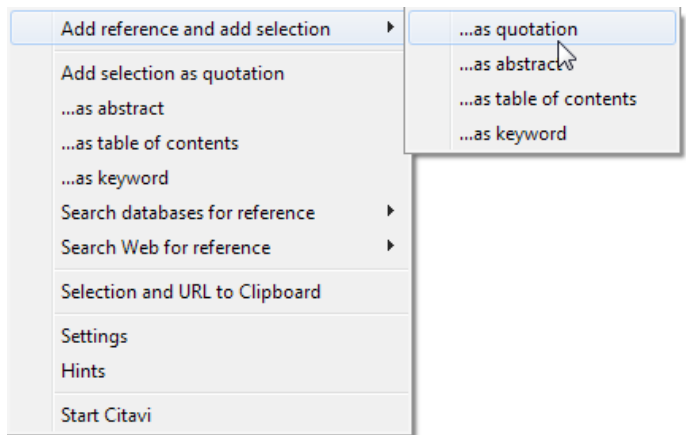 Add reference and add selection
Add selection as quotation
...as abstract
...as table of contents
...as keyword
Search databases for reference
Search Web for reference
Selection and URL to Clipboard
Settings
Hints
Start Citavi
...as quotation
...as abstract
...as table of contents
...as keyword